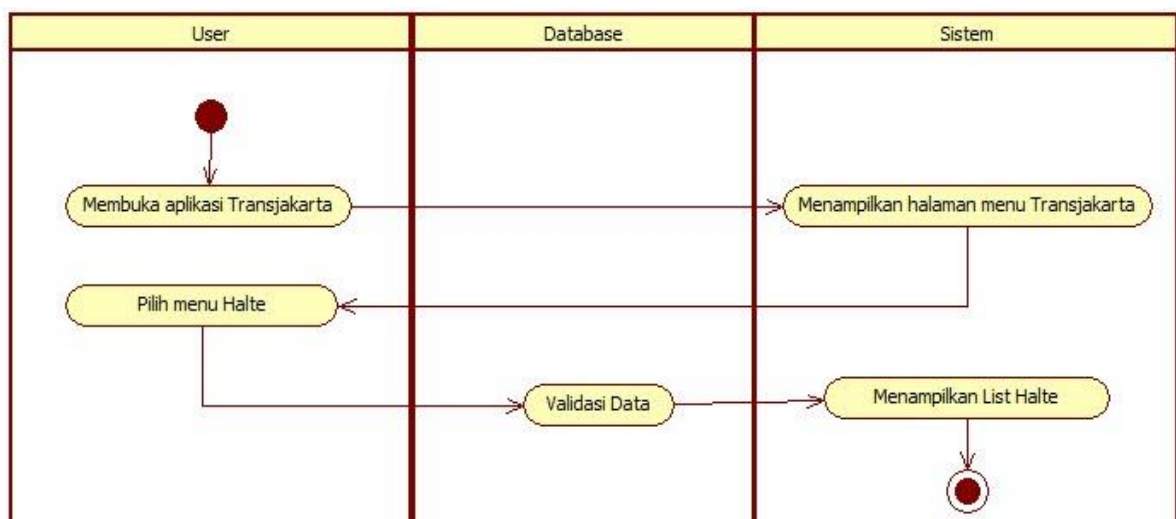 User
Database
Sistem
Membuka aplikasi Transjakarta
Menampilkan halaman menu Transjakarta
Pilih menu Halte
Validasi Data
Menampilkan List Halte